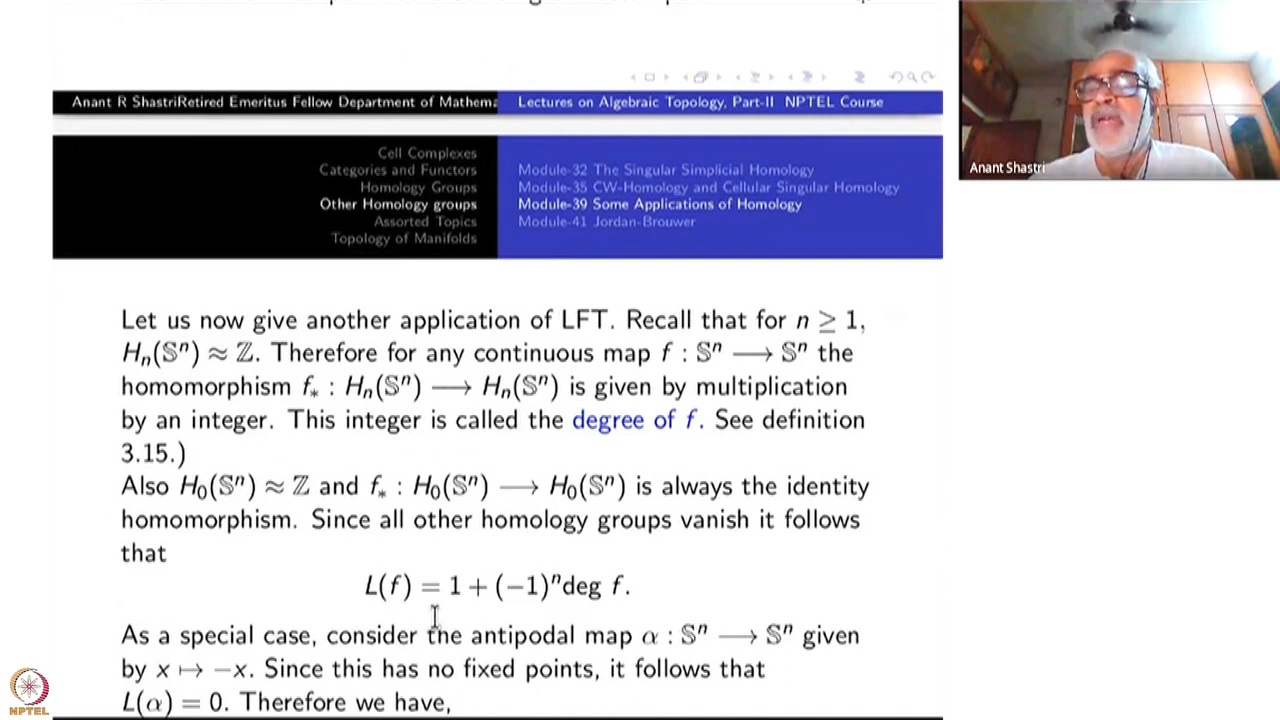 Anant R ShastriRetired Emeritus Fellow Department of Mathema
Lectures on Algebraic Topology, Part-II NPTEL Course
Cell Complexes
Categories and Functors
Homology Groups
Other Homology groups
Assorted Topics
Topology of Manifolds
Module-32 The Singular Simplicial Homology
Module-35 CW-Homology and Cellular Singular Homology
Module-39 Some Applications of Homology
Module-41 Jordan-Brouwer
Let us now give another application of LFT. Recall that for n ≥ 1,
Hₙ(𝕊ⁿ) ≈ ℤ. Therefore for any continuous map f : 𝕊ⁿ ⟶ 𝕊ⁿ the
homomorphism f∗ : Hₙ(𝕊ⁿ) ⟶ Hₙ(𝕊ⁿ) is given by multiplication
by an integer. This integer is called the degree of f. See definition
3.15.)
Also H₀(𝕊ⁿ) ≈ ℤ and f∗ : H₀(𝕊ⁿ) ⟶ H₀(𝕊ⁿ) is always the identity
homomorphism. Since all other homology groups vanish it follows
that
L(f) = 1 + (−1)ⁿdeg f.
As a special case, consider the antipodal map α : 𝕊ⁿ ⟶ 𝕊ⁿ given
by x ↦ −x. Since this has no fixed points, it follows that
L(α) = 0. Therefore we have,
Anant Shastri
NPTEL